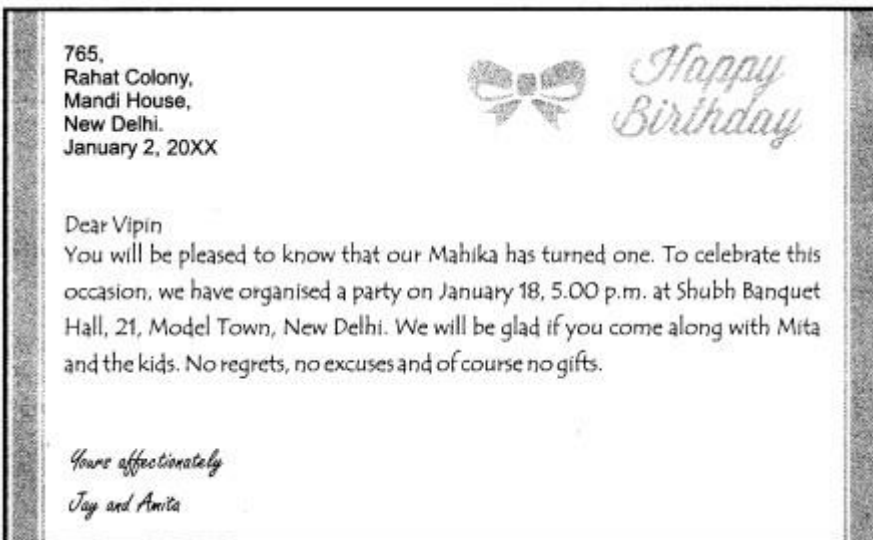 765,
Rahat Colony,
Mandi House,
New Delhi.
January 2, 20XX
Happy
Birthday
Dear Vipin
You will be pleased to know that our Mahika has turned one. To celebrate this
occasion, we have organised a party on January 18, 5.00 p.m. at Shubh Banquet
Hall, 21, Model Town, New Delhi. We will be glad if you come along with Mita
and the kids. No regrets, no excuses and of course no gifts.
Yours affectionately
Jay and Amita